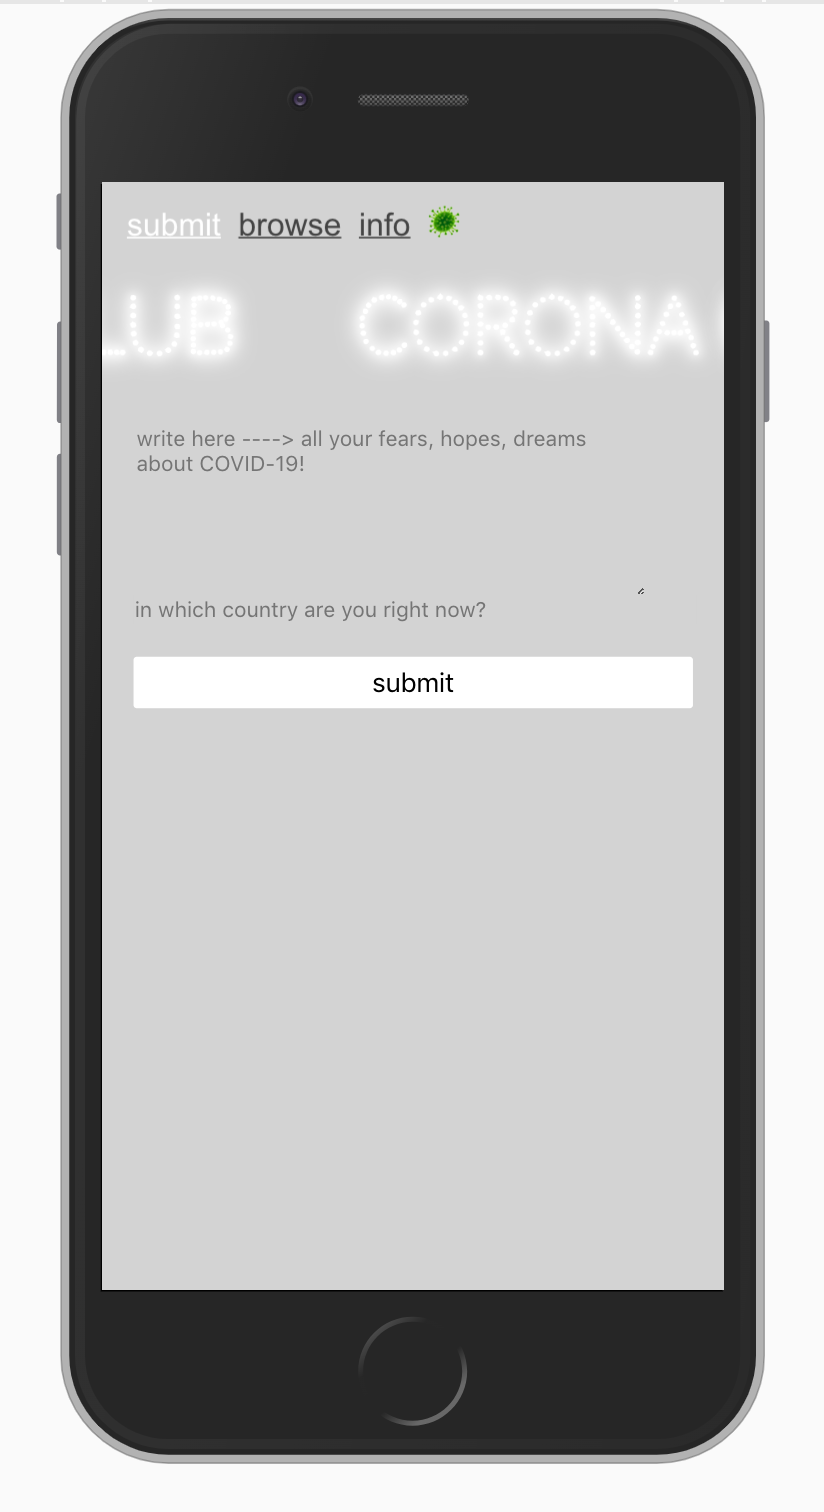 submit browse info
LUB CORONA
write here ----> all your fears, hopes, dreams
about COVID-19!
in which country are you right now?
submit